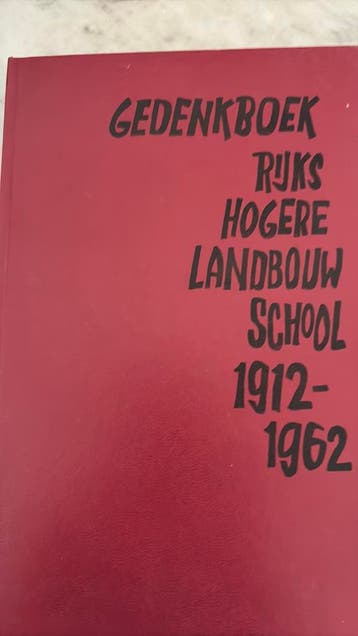 GEDENKBOEK
RIJKS
HOGERE
LANDBOUW
SCHOOL
1912-
1962